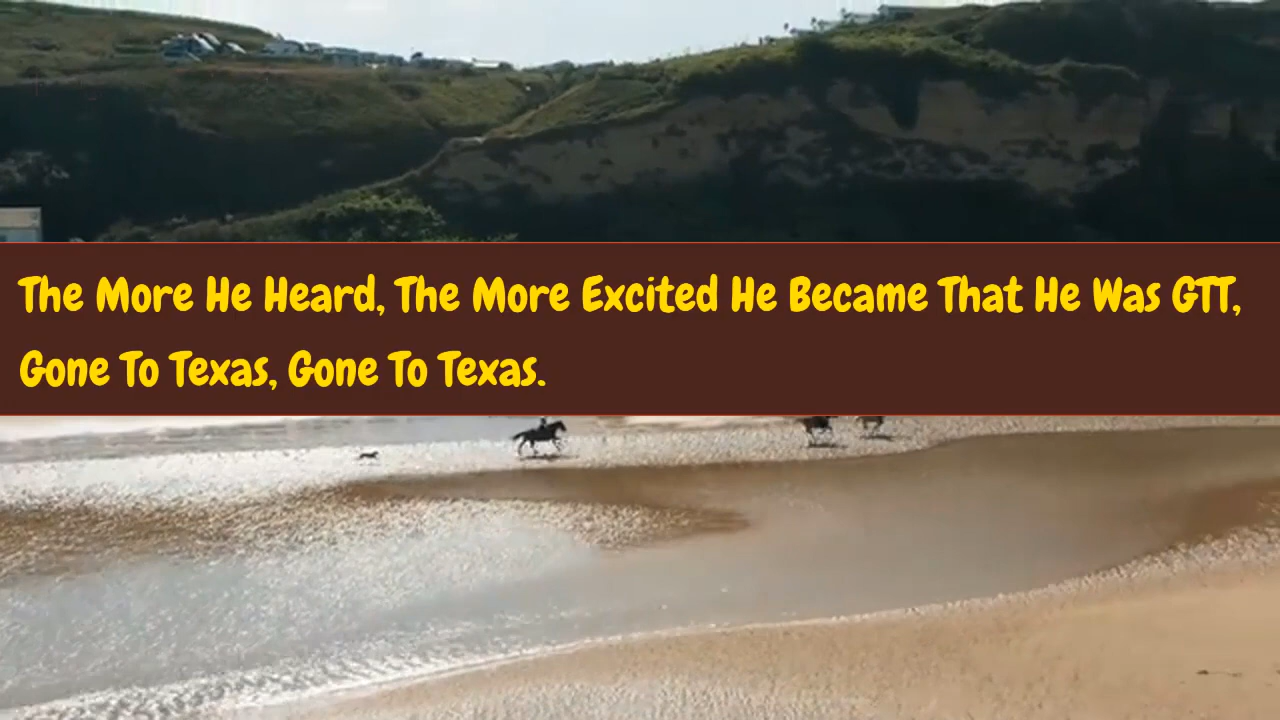 The More He Heard, The More Excited He Became That He Was GTT,
Gone To Texas, Gone To Texas.